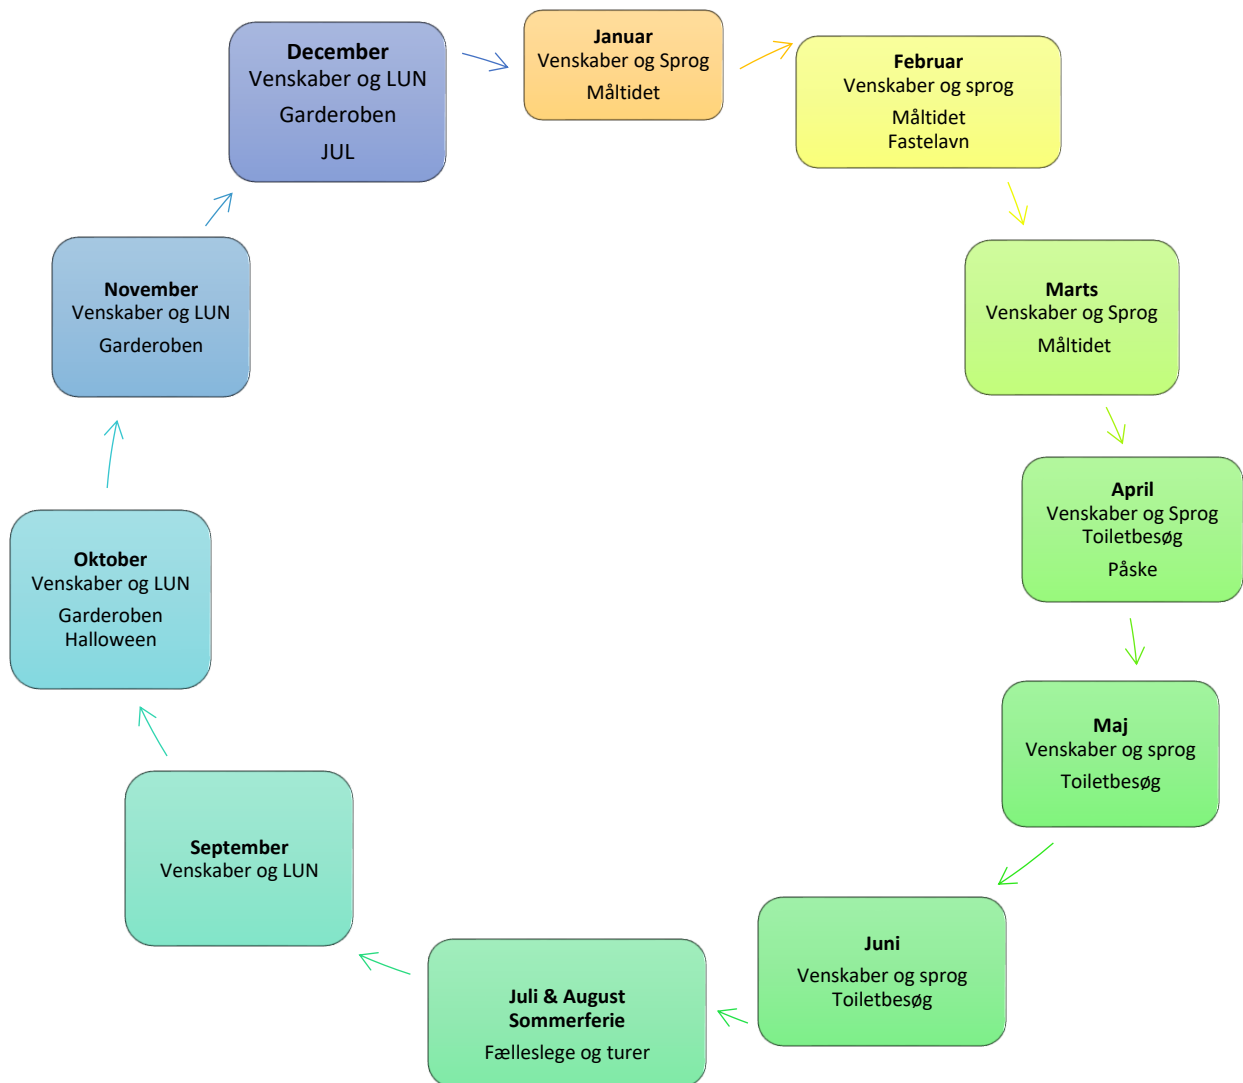 Januar
Venskaber og Sprog
Måltidet
Februar
Venskaber og sprog
Måltidet
Fastelavn
Marts
Venskaber og Sprog
Måltidet
April
Venskaber og Sprog
Toiletbesøg
Påske
Maj
Venskaber og sprog
Toiletbesøg
Juni
Venskaber og sprog
Toiletbesøg
Juli & August
Sommerferie
Fælleslege og turer
September
Venskaber og LUN
Oktober
Venskaber og LUN
Garderoben
Halloween
November
Venskaber og LUN
Garderoben
December
Venskaber og LUN
Garderoben
JUL